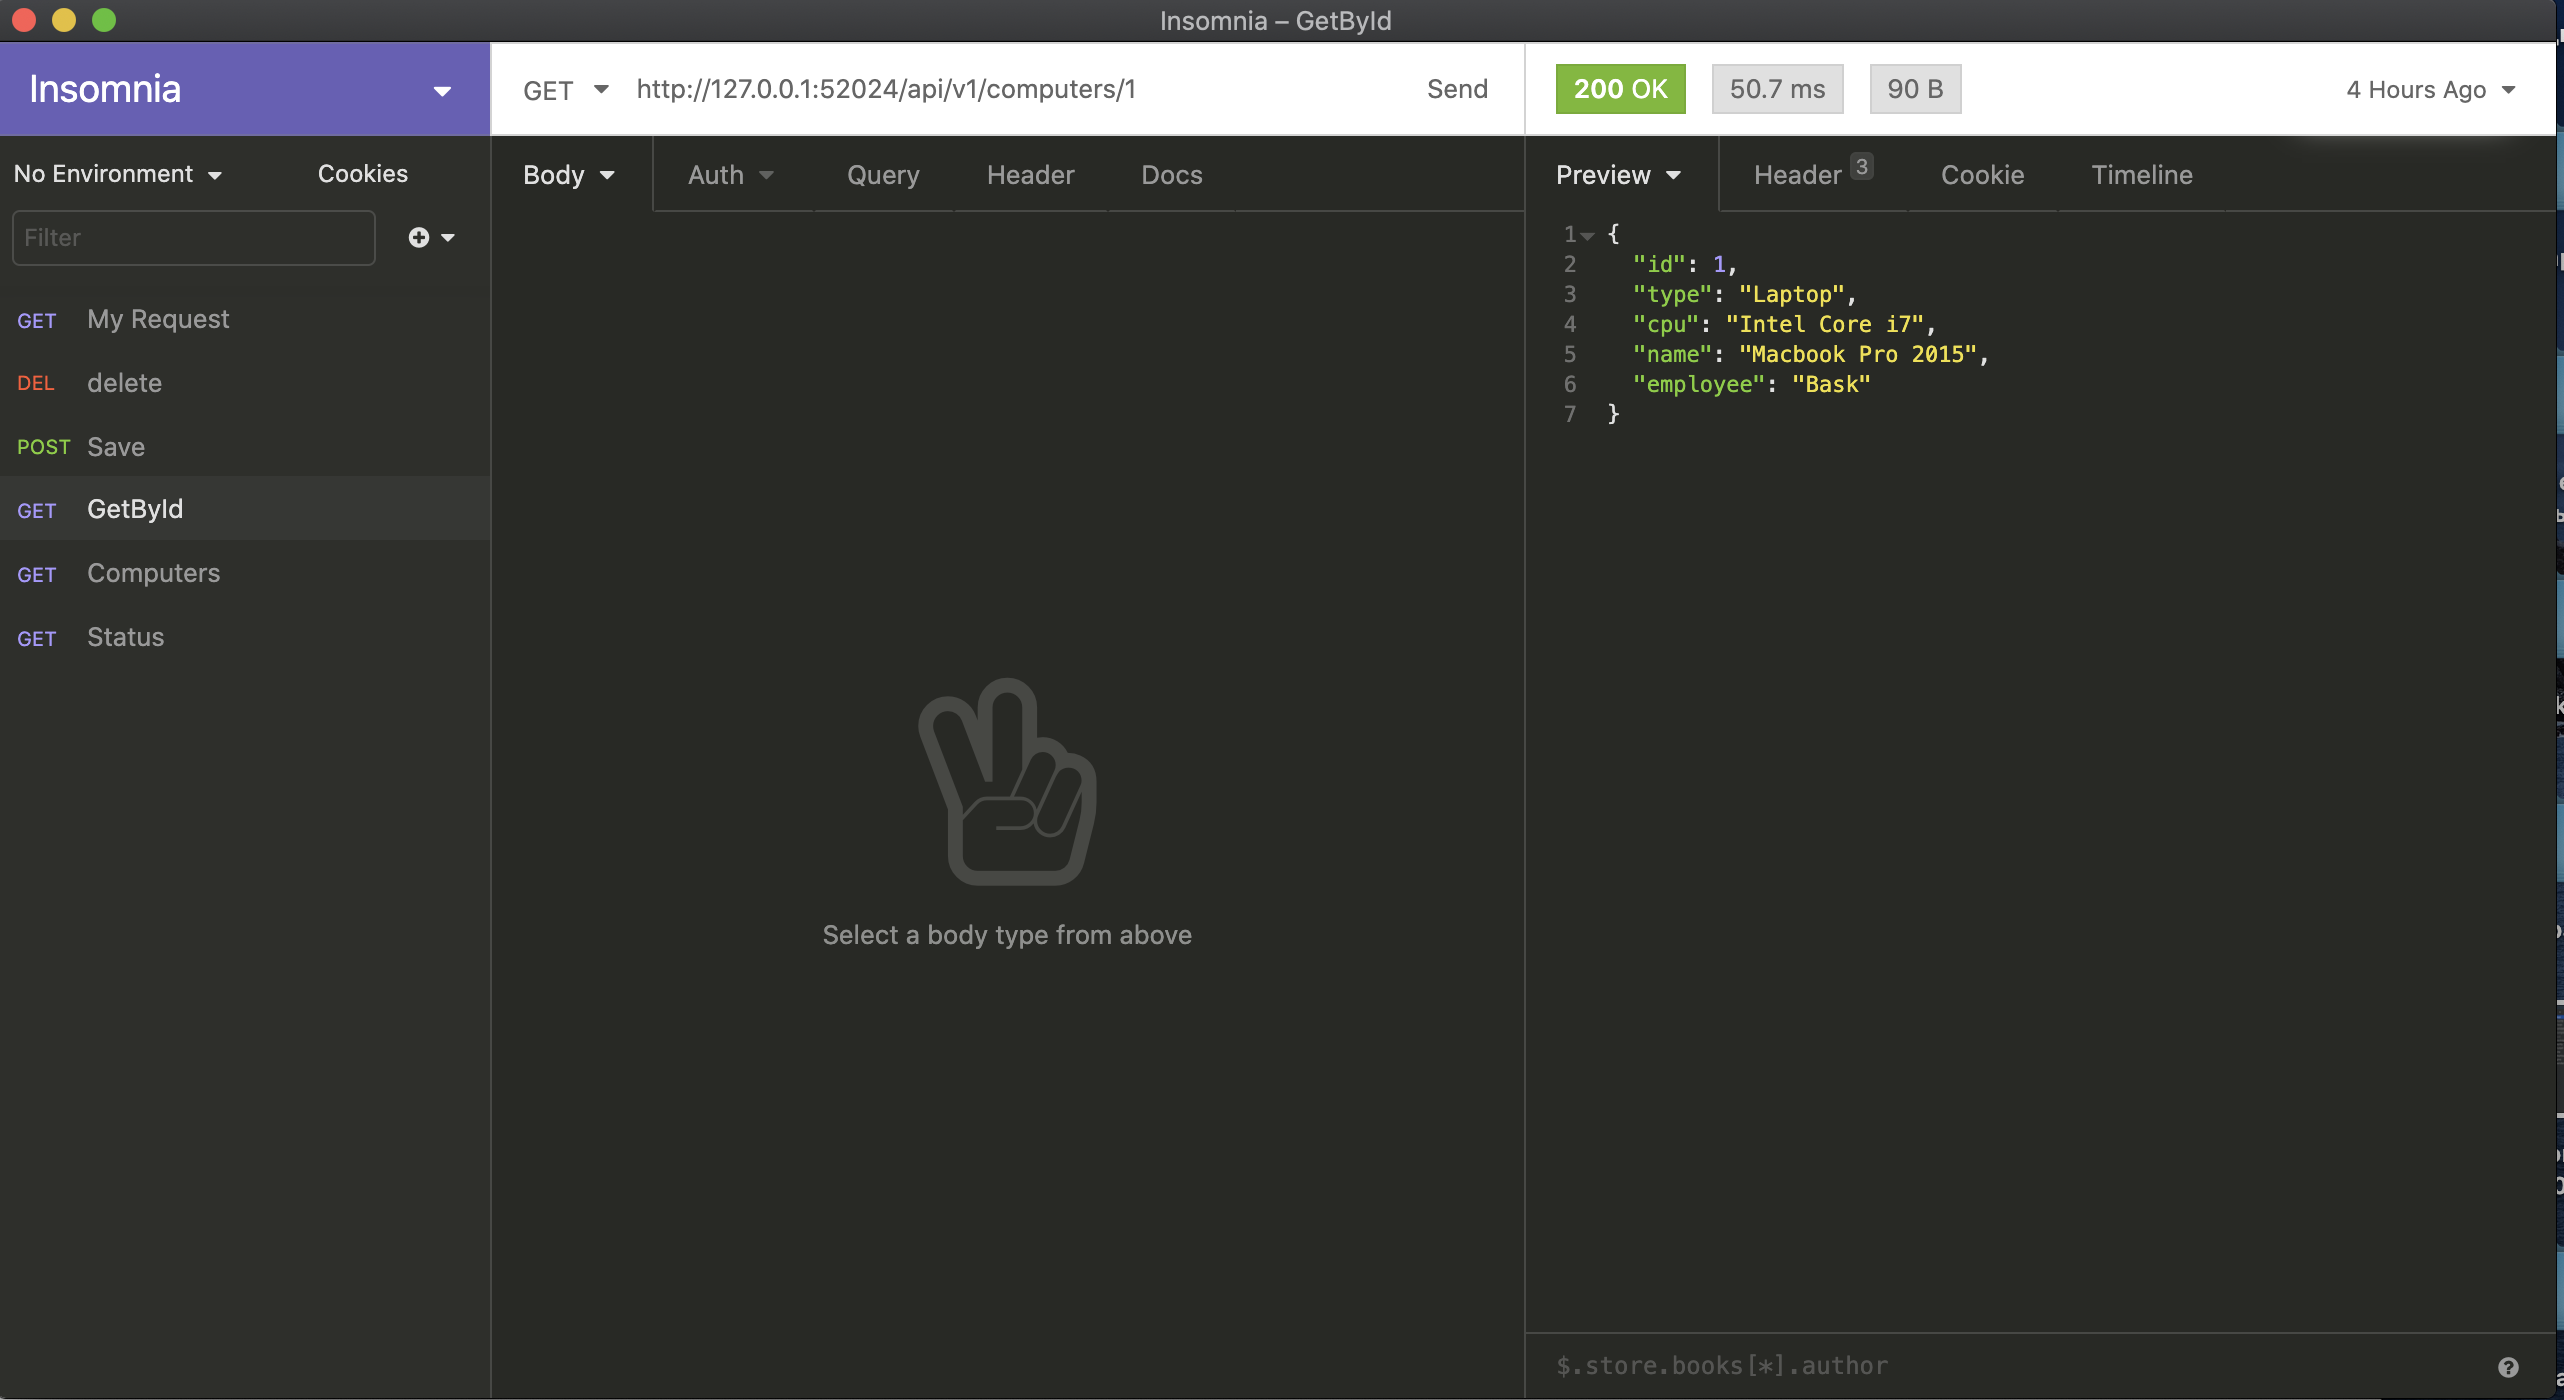 Insomnia – GetById
Insomnia
GET http://127.0.0.1:52024/api/v1/computers/1 Send
200 OK 50.7 ms 90 B 4 Hours Ago
No Environment Cookies
Filter
GET My Request
DEL delete
POST Save
GET GetById
GET Computers
GET Status
Body Auth Query Header Docs
Select a body type from above
Preview Header 3 Cookie Timeline
1 {
2 "id": 1,
3 "type": "Laptop",
4 "cpu": "Intel Core i7",
5 "name": "Macbook Pro 2015",
6 "employee": "Bask"
7 }
$.store.books[*].author